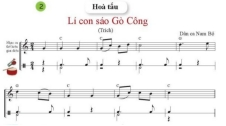 2 Hoà tấu
Lí con sáo Gò Công
(Trích)
Dân ca Nam Bộ